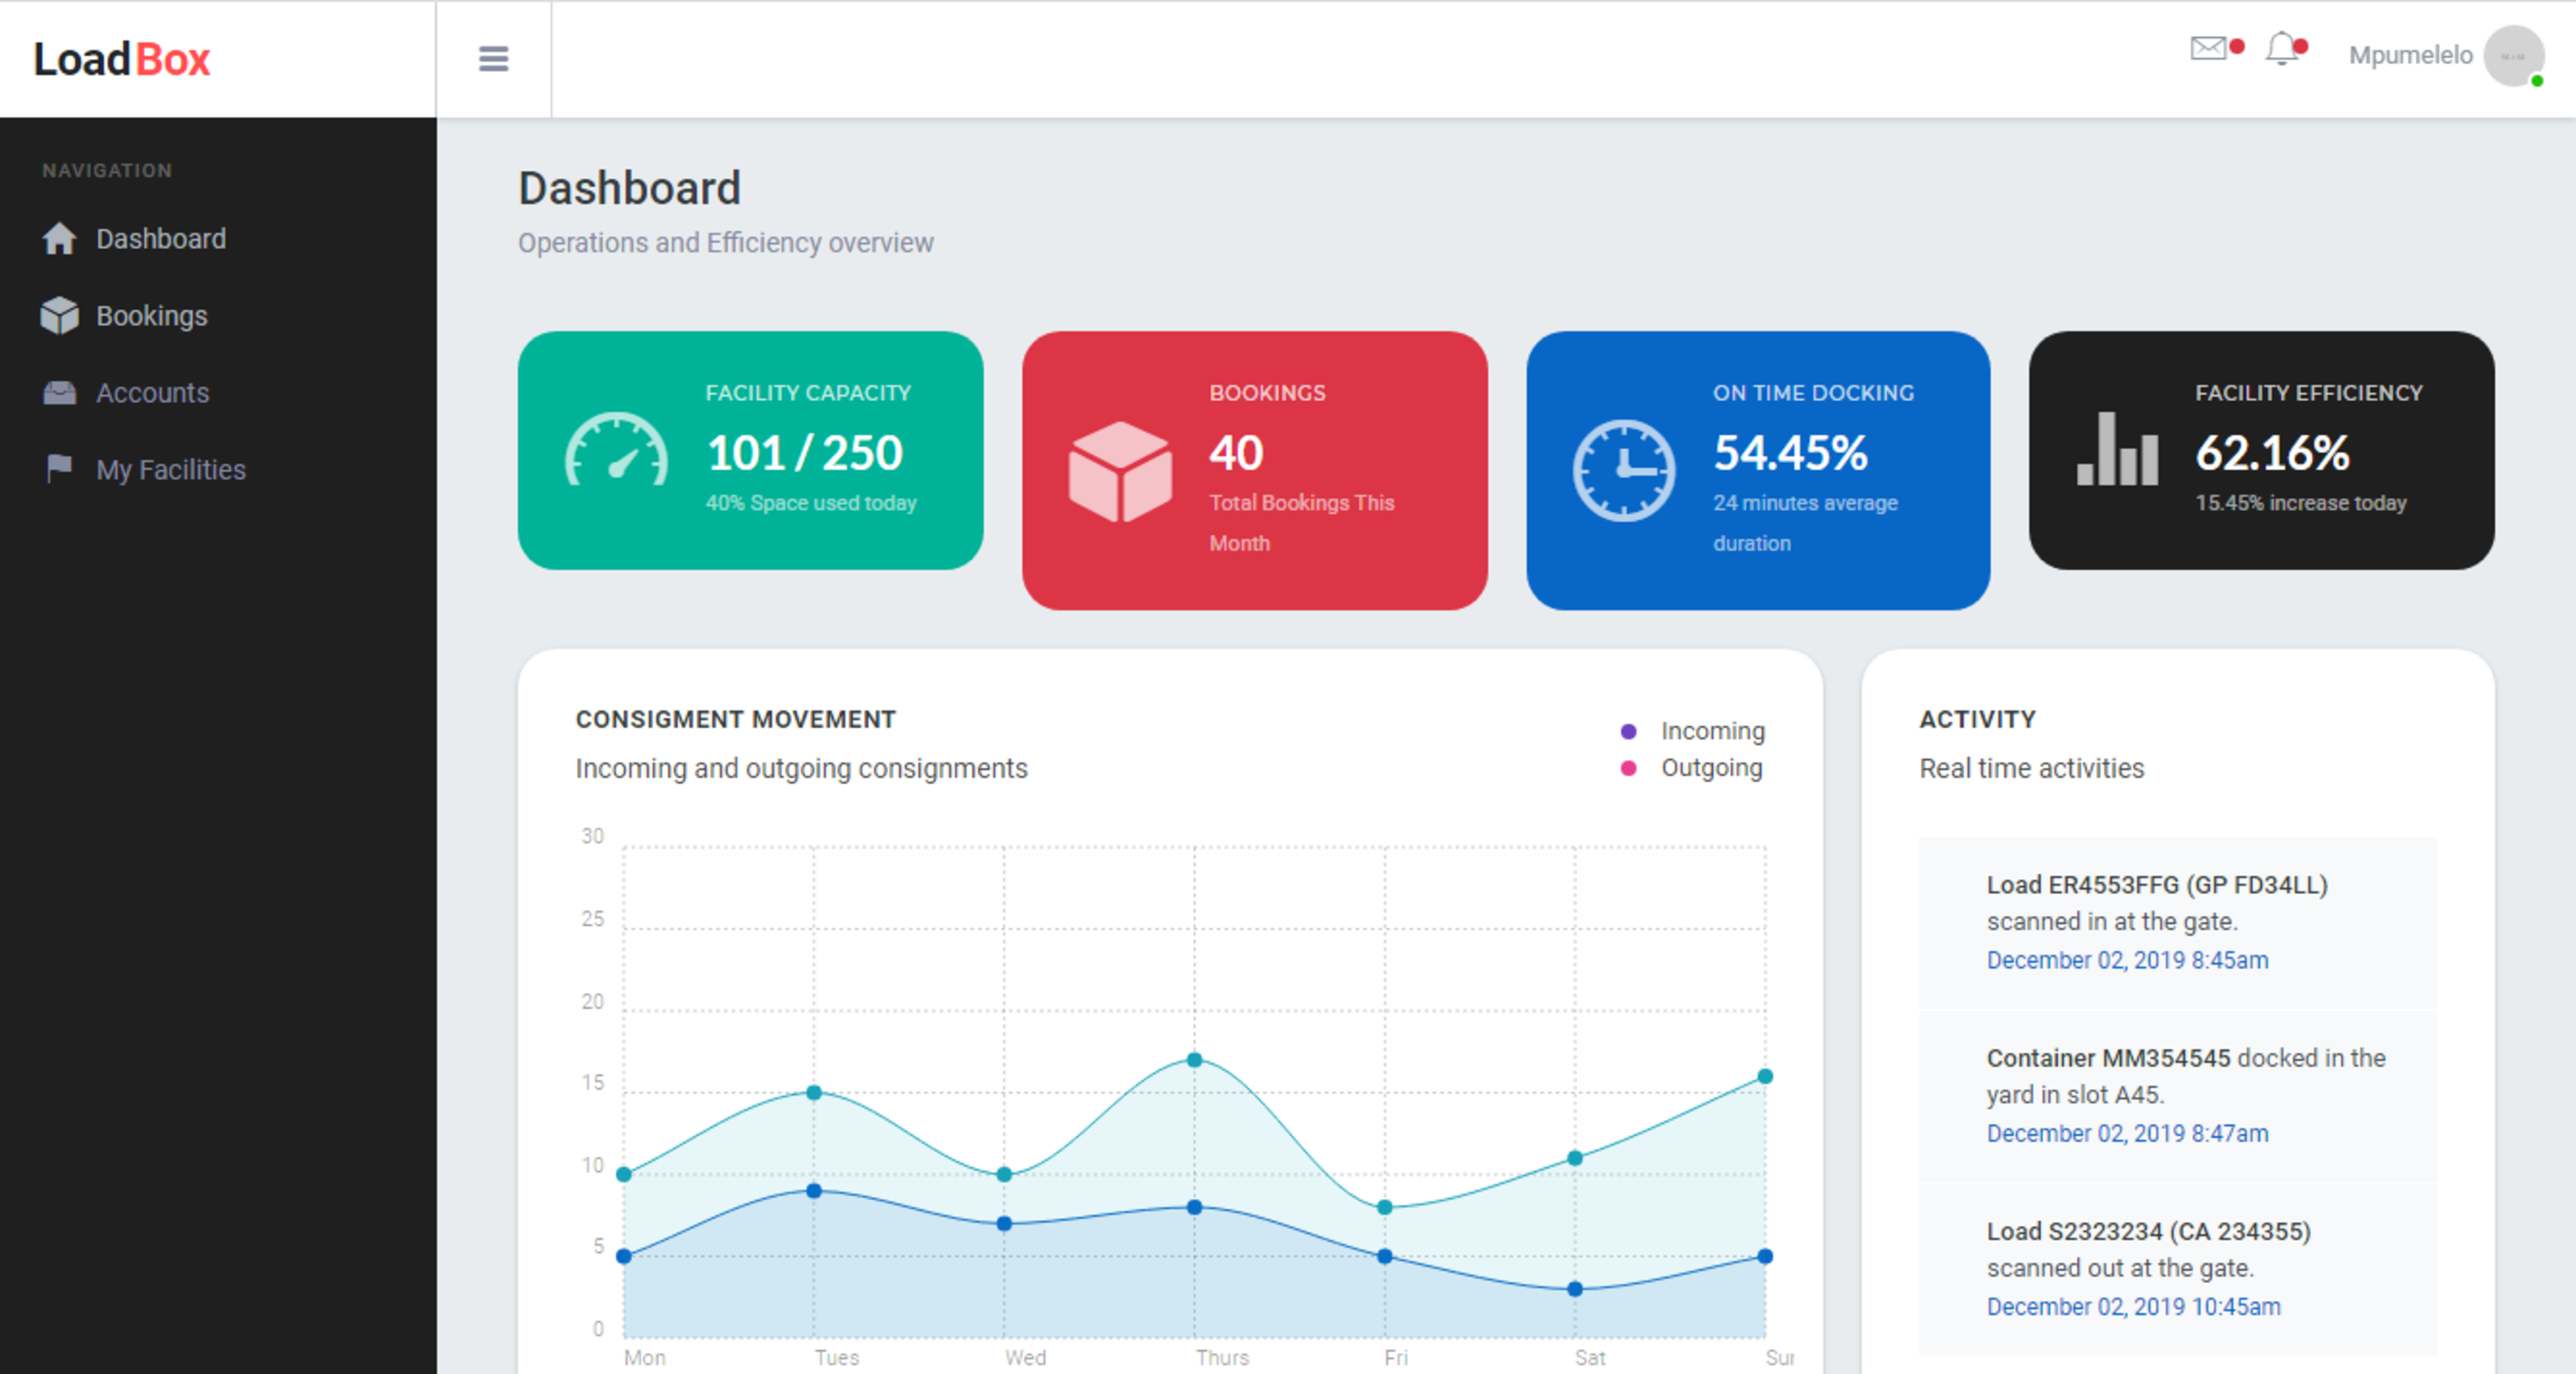 LoadBox
Mpumelelo
NAVIGATION
Dashboard
Bookings
Accounts
My Facilities
Dashboard
Operations and Efficiency overview
FACILITY CAPACITY
101 / 250
40% Space used today
BOOKINGS
40
Total Bookings This
Month
ON TIME DOCKING
54.45%
24 minutes average
duration
FACILITY EFFICIENCY
62.16%
15.45% increase today
CONSIGMENT MOVEMENT
Incoming and outgoing consignments
Incoming
Outgoing
30
25
20
15
10
5
0
Mon Tues Wed Thurs Fri Sat
ACTIVITY
Real time activities
Load ER4553FFG (GP FD34LL)
scanned in at the gate.
December 02, 2019 8:45am
Container MM354545 docked in the
yard in slot A45.
December 02, 2019 8:47am
Load S2323234 (CA 234355)
scanned out at the gate.
December 02, 2019 10:45am